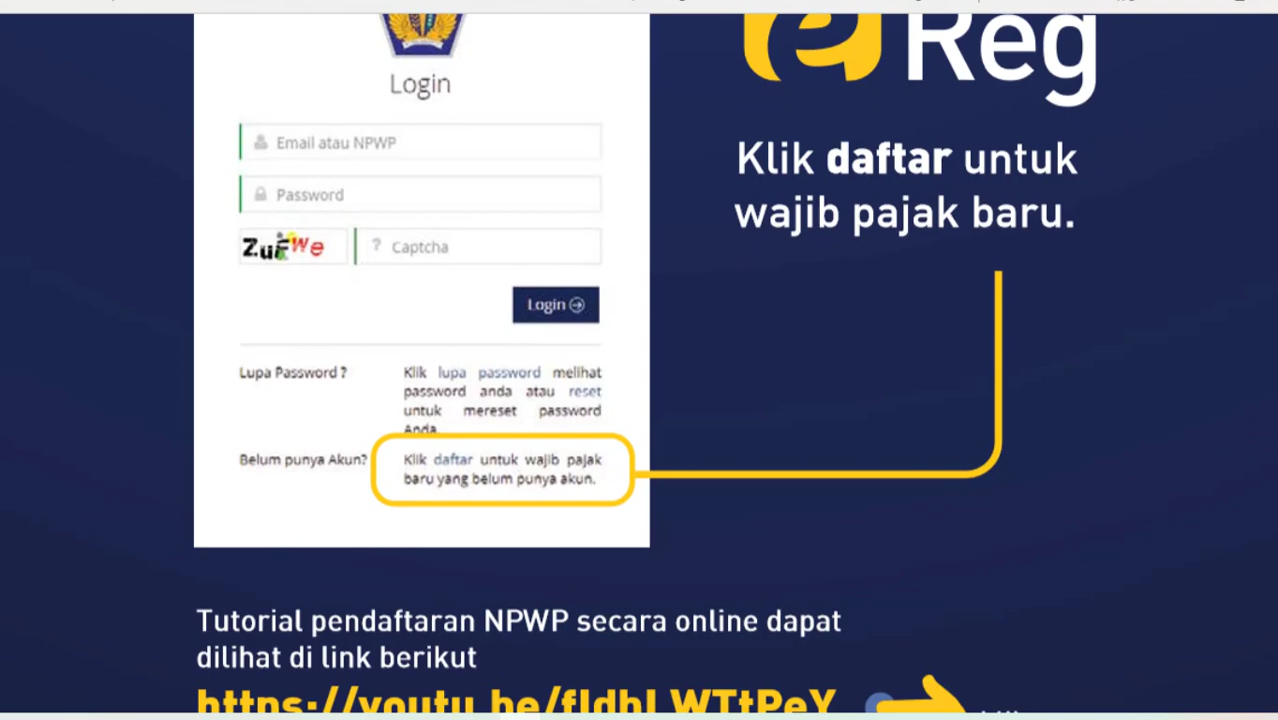 eReg
Login
Email atau NPWP
Klik daftar untuk
wajib pajak baru.
Password
ZuFWe
? Captcha
Login
Lupa Password ?
Klik lupa password melihat
password anda atau reset
untuk mereset password
Anda.
Belum punya Akun?
Klik daftar untuk wajib pajak
baru yang belum punya akun.
Tutorial pendaftaran NPWP secara online dapat
dilihat di link berikut